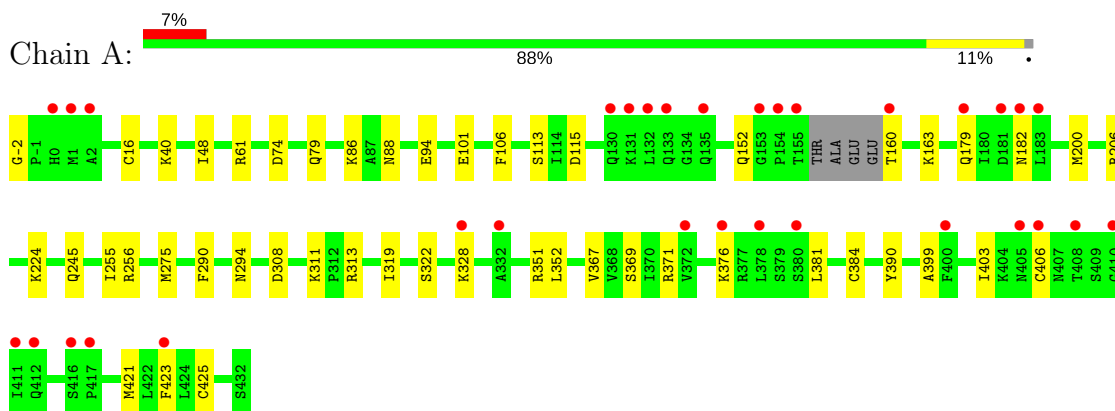 7%
Chain A:
88% 11% •
G-2 P-1 H0 M1 A2 C16 K40 I48 R61 D74 Q79 K86 A87 N88 E94 E101 F106 S113 I114 D115 Q130 K131 L132 Q133 G134 Q135 Q152 G153 P154 T155 THR ALA GLU GLU T160 K163 Q179 I180 D181 N182 L183 M200
K224 Q245 I255 R256 M275 F290 N294 D308 K311 P312 R313 I319 S322 K328 A332 R351 L352 V367 V368 S369 I370 R371 V372 K376 R377 L378 S379 S380 L381 C384 Y390 A399 F400 I403 K404 N405 C406 N407 T408 S409
I411 Q412 S416 P417 M421 L422 F423 L424 C425 S432